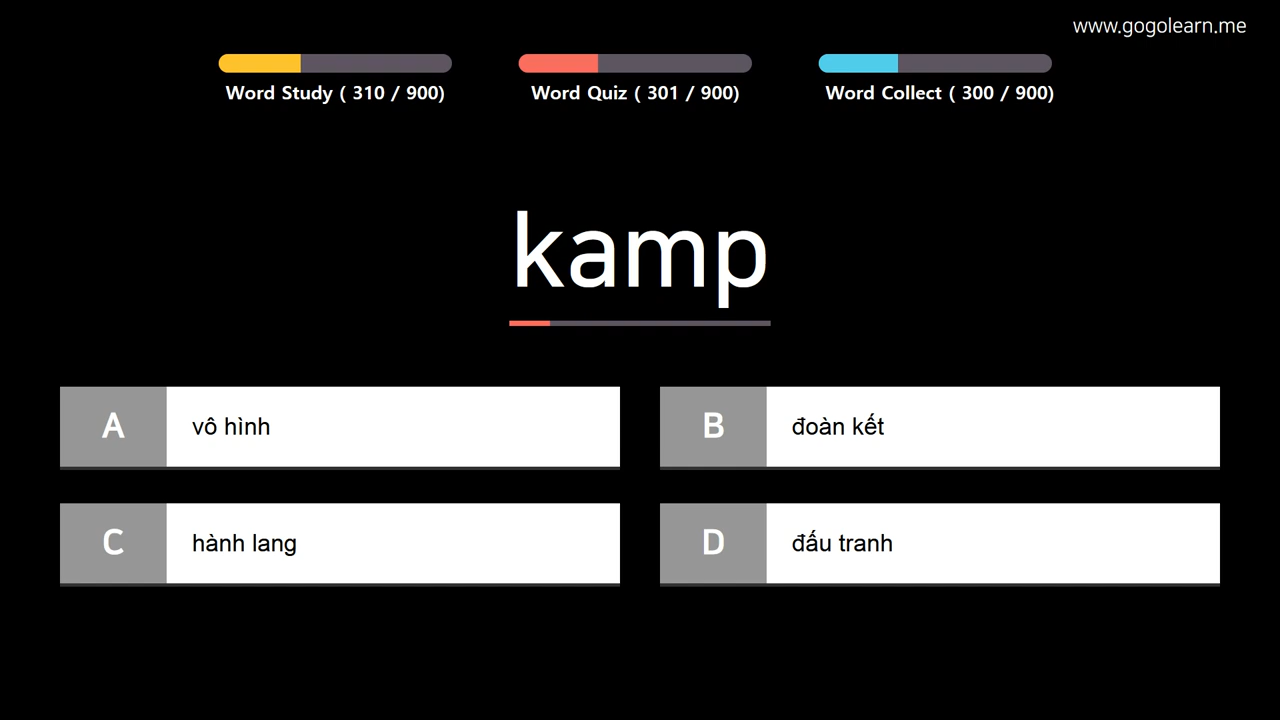 www.gogolearn.me
Word Study ( 310 / 900)
Word Quiz ( 301 / 900)
Word Collect ( 300 / 900)
kamp
A vô hình
B đoàn kết
C hành lang
D đấu tranh